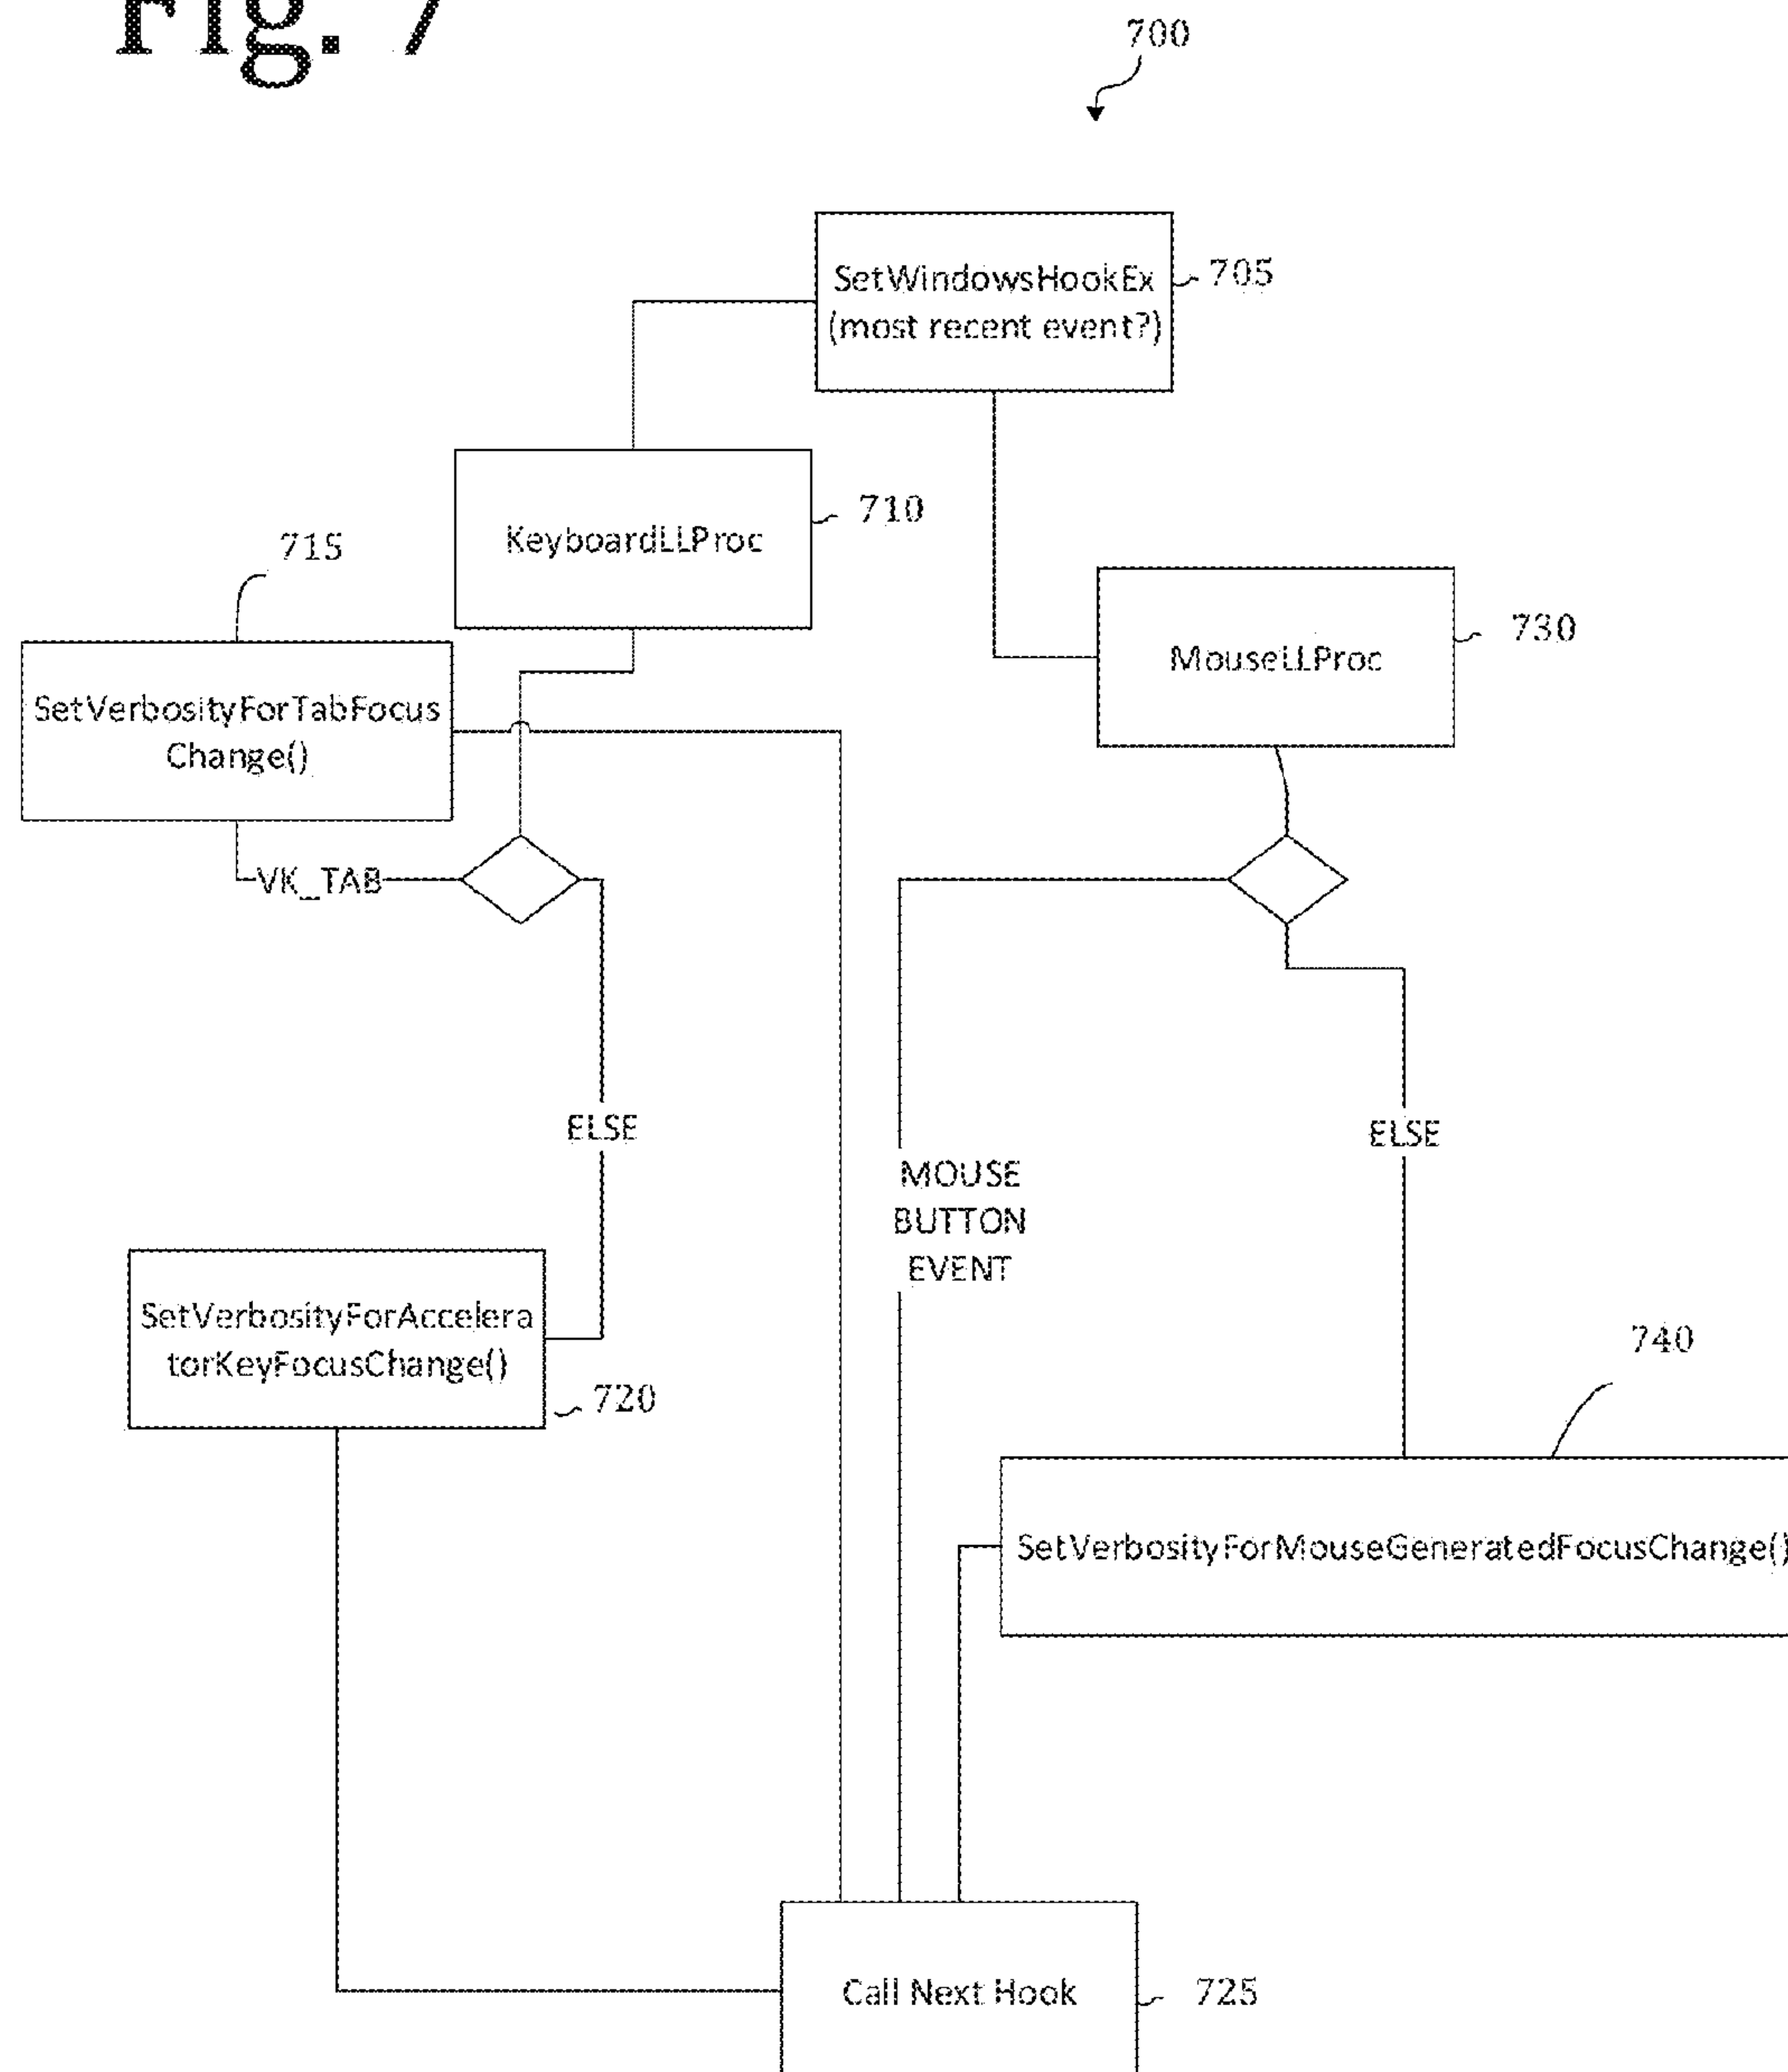 Fig. 7
700
SetWindowsHookEx
(most recent event?)
705
KeyboardLLProc
710
715
SetVerbosityForTabFocus
Change()
MouseLLProc
730
VK_TAB
ELSE
ELSE
MOUSE
BUTTON
EVENT
SetVerbosityForAccelera
torKeyFocusChange()
720
740
SetVerbosityForMouseGeneratedFocusChange()
Call Next Hook
725